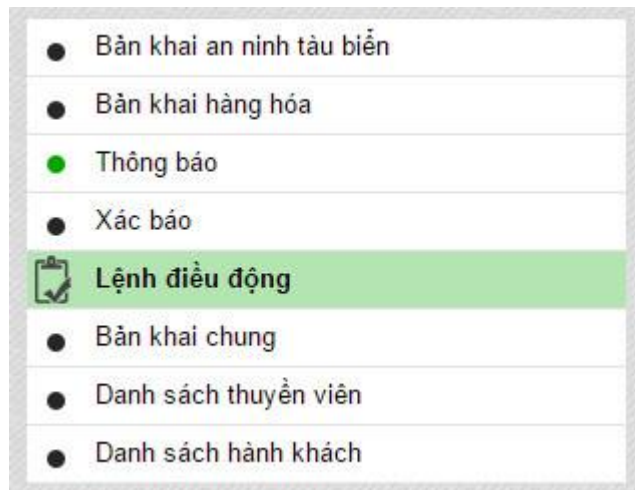 Bản khai an ninh tàu biển
Bản khai hàng hóa
Thông báo
Xác báo
Lệnh điều động
Bản khai chung
Danh sách thuyền viên
Danh sách hành khách